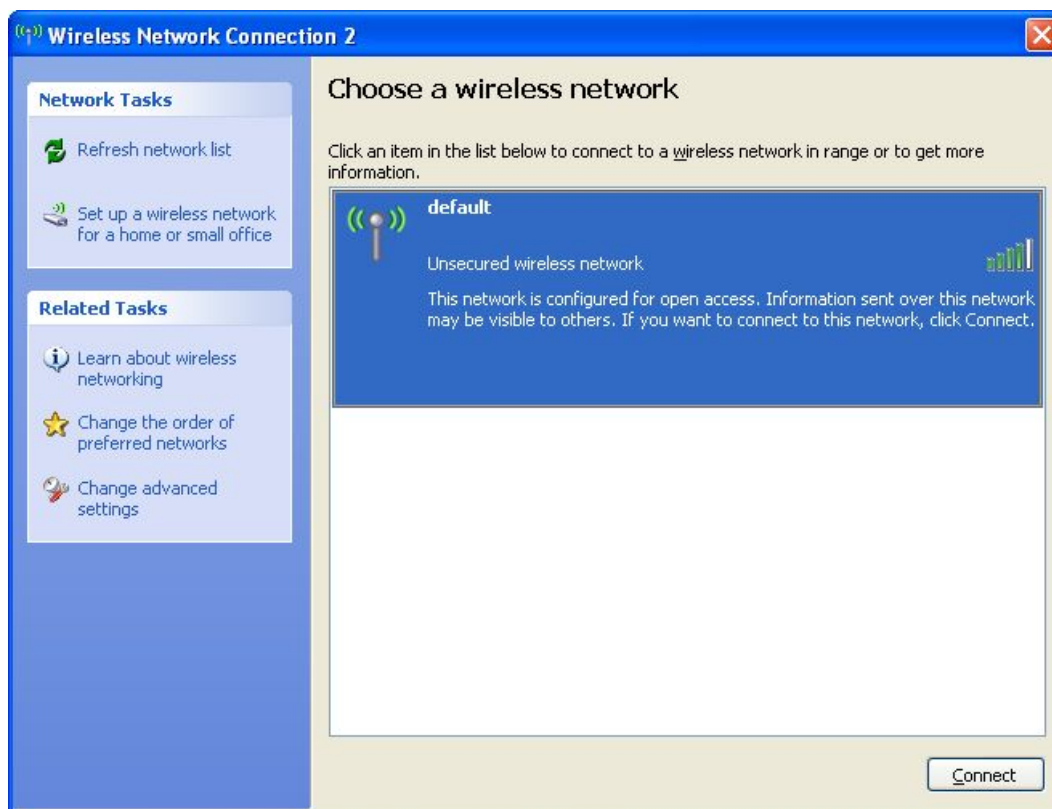 Wireless Network Connection 2
Network Tasks
Refresh network list
Set up a wireless network
for a home or small office
Related Tasks
Learn about wireless
networking
Change the order of
preferred networks
Change advanced
settings
Choose a wireless network
Click an item in the list below to connect to a wireless network in range or to get more
information.
default
Unsecured wireless network
This network is configured for open access. Information sent over this network
may be visible to others. If you want to connect to this network, click Connect.
Connect